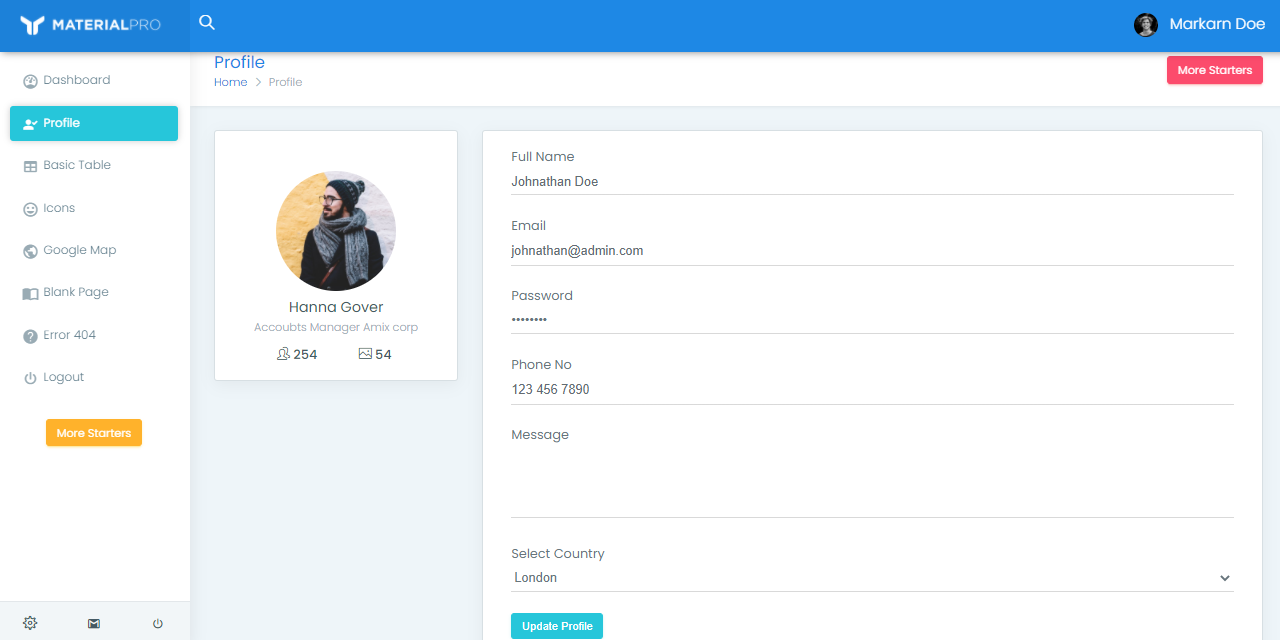 MATERIALPRO
Markarn Doe
Dashboard
Profile
Basic Table
Icons
Google Map
Blank Page
Error 404
Logout
More Starters
Profile
Home > Profile
More Starters
Hanna Gover
Accoubts Manager Amix corp
254 54
Full Name
Johnathan Doe
Email
johnathan@admin.com
Password
••••••••
Phone No
123 456 7890
Message
Select Country
London
Update Profile